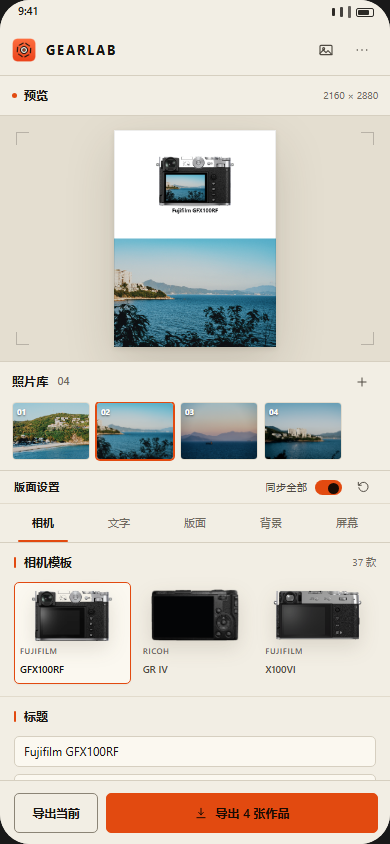 9:41
GEARLAB
预览
2160 × 2880
Fujifilm GFX100RF
照片库 04
01
02
03
04
版面设置
同步全部
相机
文字
版面
背景
屏幕
相机模板
37 款
FUJIFILM
GFX100RF
RICOH
GR IV
FUJIFILM
X100VI
标题
Fujifilm GFX100RF
导出当前
导出 4 张作品